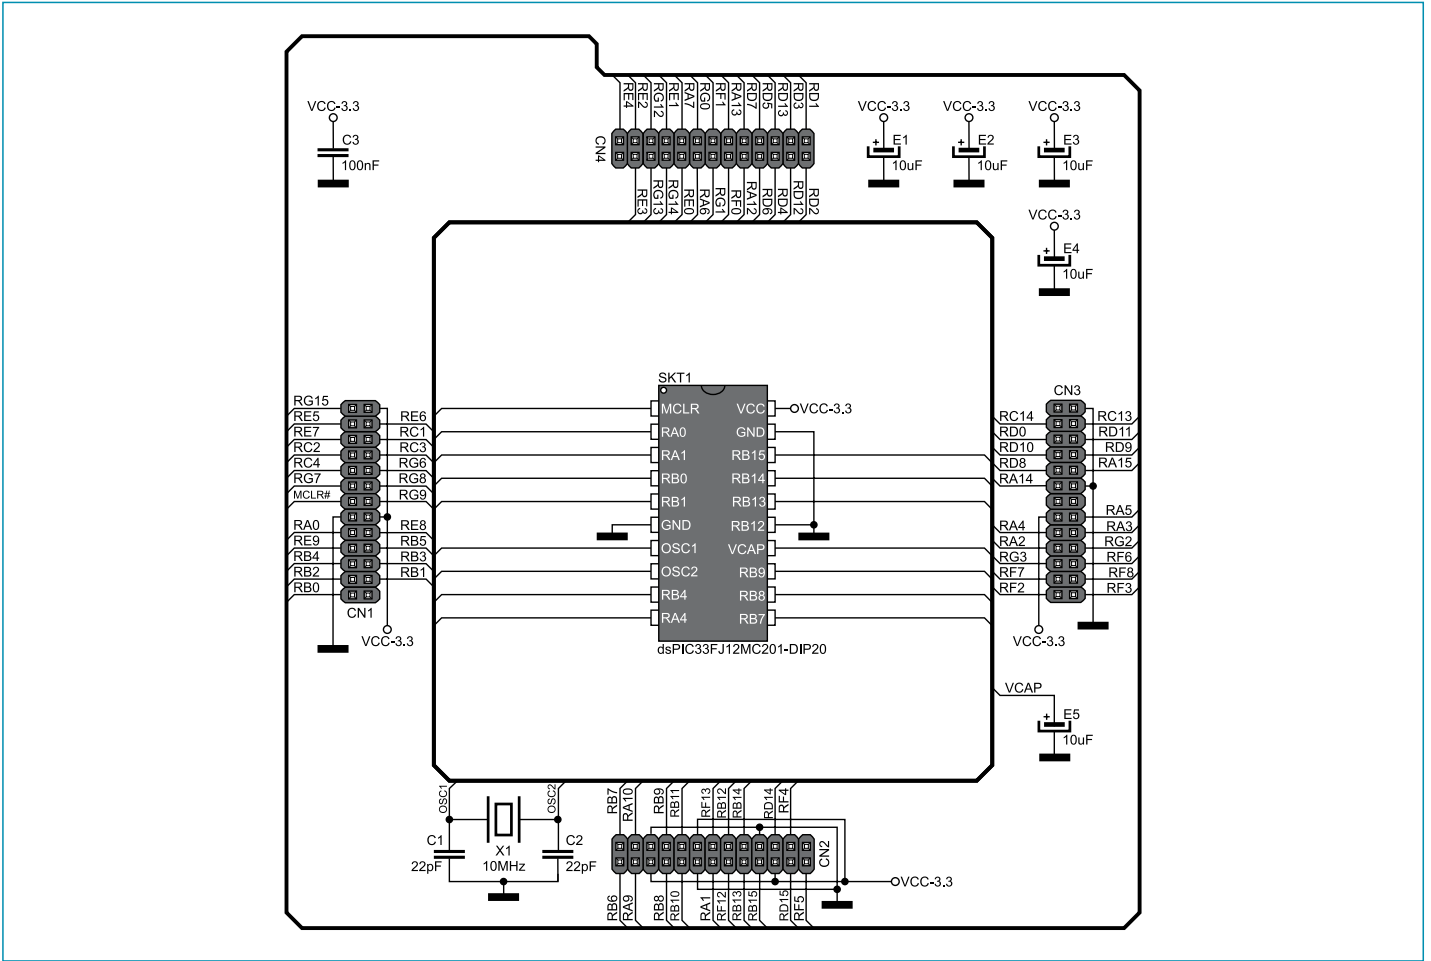 RE4 RE2 RG12 RE1 RA7 RG0 RF1 RA13 RD7 RD5 RD13 RD3 RD1
CN4
RE3 RG13 RG14 RE0 RA6 RG1 RF0 RA12 RD6 RD4 RD12 RD2
VCC-3.3
C3
100nF
VCC-3.3
E1
10uF
VCC-3.3
E2
10uF
VCC-3.3
E3
10uF
VCC-3.3
E4
10uF
RG15
RE5 RE6
RE7 RC1
RC2 RC3
RC4 RG6
RG7 RG8
MCLR# RG9
RA0 RE8
RE9 RB5
RB4 RB3
RB2 RB1
RB0
CN1
VCC-3.3
SKT1
MCLR VCC VCC-3.3
RA0 GND
RA1 RB15
RB0 RB14
RB1 RB13
GND RB12
OSC1 VCAP
OSC2 RB9
RB4 RB8
RA4 RB7
dsPIC33FJ12MC201-DIP20
CN3
RC14 RC13
RD0 RD11
RD10 RD9
RD8 RA15
RA14
RA5
RA4 RA3
RA2 RG2
RG3 RF6
RF7 RF8
RF2 RF3
VCC-3.3
VCAP
E5
10uF
OSC1
OSC2
C1
22pF
X1
10MHz
C2
22pF
RB7 RA10 RB9 RB11 RF13 RB12 RB14 RD14 RF4
CN2
VCC-3.3
RB6 RA9 RB8 RB10 RA1 RF12 RB13 RB15 RD15 RF5